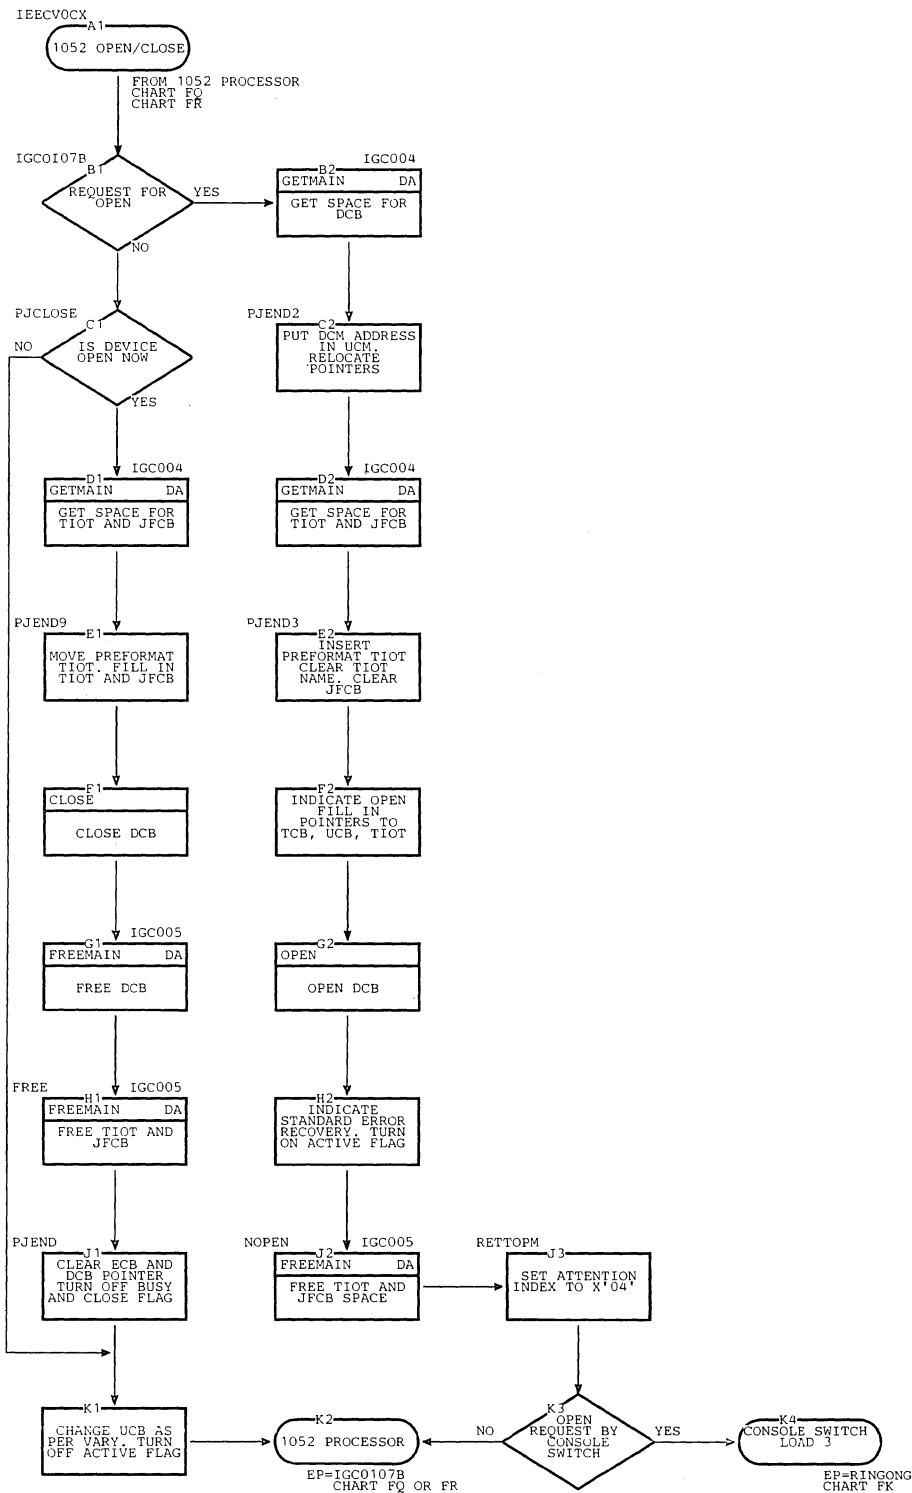 IEECV0CX
A1
1052 OPEN/CLOSE
FROM 1052 PROCESSOR
CHART FQ
CHART FR
IGC0I07B
B1
REQUEST FOR
OPEN
YES
NO
IGC004
B2
GETMAIN DA
GET SPACE FOR
DCB
PJCLOSE
C1
IS DEVICE
OPEN NOW
NO
YES
PJEND2
C2
PUT DCM ADDRESS
IN UCM.
RELOCATE
POINTERS
IGC004
D1
GETMAIN DA
GET SPACE FOR
TIOT AND JFCB
IGC004
D2
GETMAIN DA
GET SPACE FOR
TIOT AND JFCB
PJEND9
E1
MOVE PREFORMAT
TIOT. FILL IN
TIOT AND JFCB
PJEND3
E2
INSERT
PREFORMAT TIOT
CLEAR TIOT
NAME. CLEAR
JFCB
F1
CLOSE
CLOSE DCB
F2
INDICATE OPEN
FILL IN
POINTERS TO
TCB, UCB, TIOT
IGC005
G1
FREEMAIN DA
FREE DCB
G2
OPEN
OPEN DCB
FREE
IGC005
H1
FREEMAIN DA
FREE TIOT AND
JFCB
H2
INDICATE
STANDARD ERROR
RECOVERY. TURN
ON ACTIVE FLAG
PJEND
J1
CLEAR ECB AND
DCB POINTER
TURN OFF BUSY
AND CLOSE FLAG
NOPEN
IGC005
J2
FREEMAIN DA
FREE TIOT AND
JFCB SPACE
RETTOPM
J3
SET ATTENTION
INDEX TO X'04'
K1
CHANGE UCB AS
PER VARY. TURN
OFF ACTIVE FLAG
K2
1052 PROCESSOR
EP=IGC0107B
CHART FQ OR FR
K3
OPEN
REQUEST BY
CONSOLE
SWITCH
NO
YES
K4
CONSOLE SWITCH
LOAD 3
EP=RINGONG
CHART FK